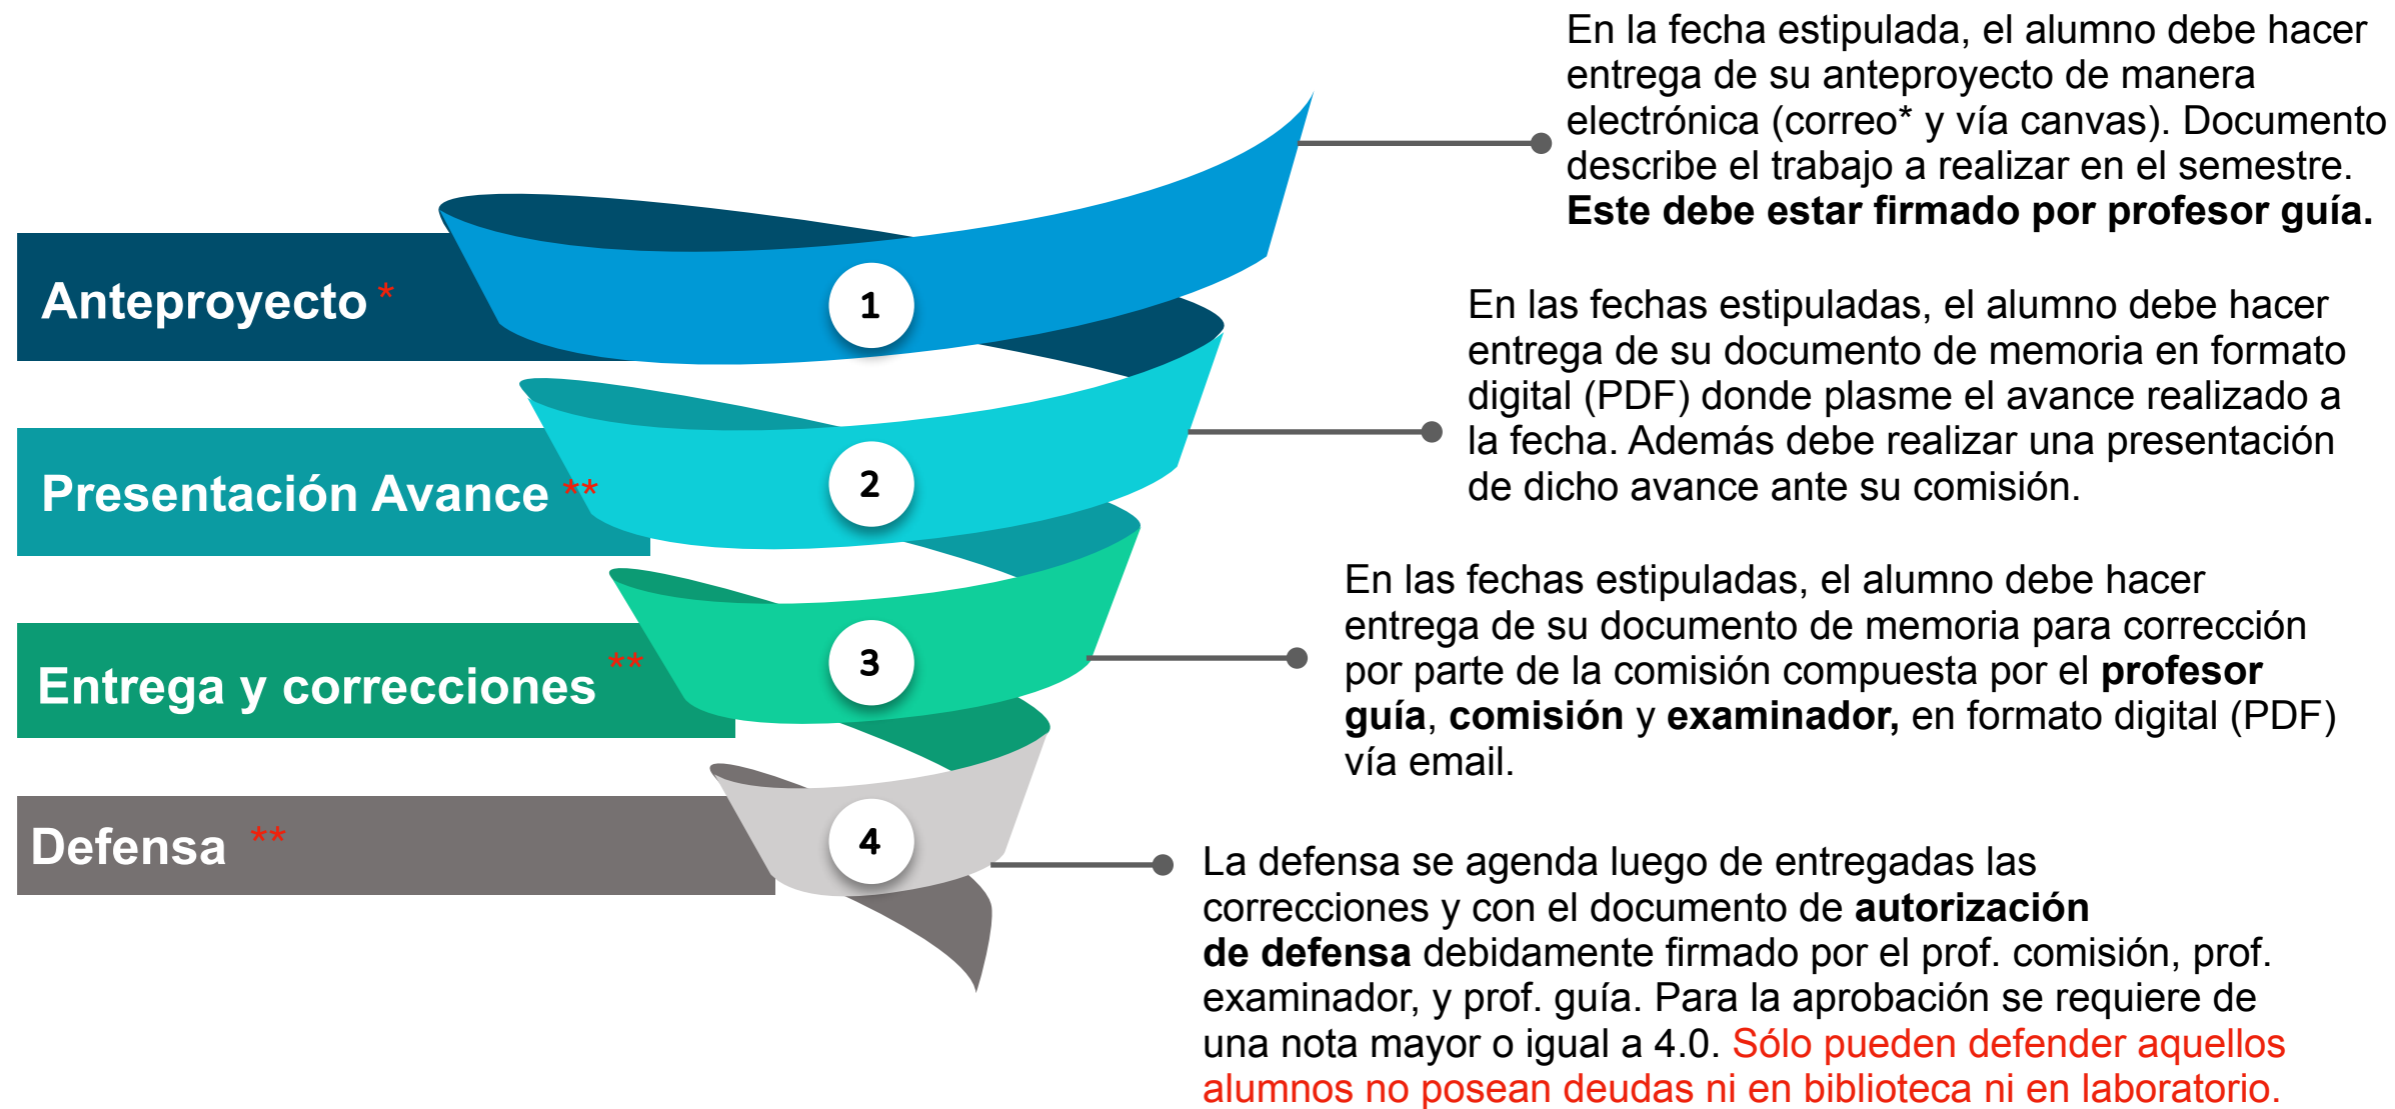 En la fecha estipulada, el alumno debe hacer
entrega de su anteproyecto de manera
electrónica (correo* y vía canvas). Documento
describe el trabajo a realizar en el semestre.
Este debe estar firmado por profesor guía.
Anteproyecto *
1
En las fechas estipuladas, el alumno debe hacer
entrega de su documento de memoria en formato
digital (PDF) donde plasme el avance realizado a
la fecha. Además debe realizar una presentación
de dicho avance ante su comisión.
Presentación Avance **
2
En las fechas estipuladas, el alumno debe hacer
entrega de su documento de memoria para corrección
por parte de la comisión compuesta por el profesor
guía, comisión y examinador, en formato digital (PDF)
vía email.
Entrega y correcciones **
3
Defensa **
4
La defensa se agenda luego de entregadas las
correcciones y con el documento de autorización
de defensa debidamente firmado por el prof. comisión, prof.
examinador, y prof. guía. Para la aprobación se requiere de
una nota mayor o igual a 4.0. Sólo pueden defender aquellos
alumnos no posean deudas ni en biblioteca ni en laboratorio.